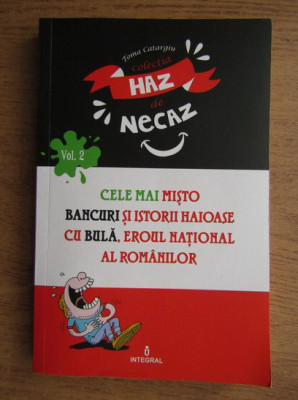 Toma Catargiu
Colecția
HAZ
de
NECAZ
Vol. 2
CELE MAI MIȘTO
BANCURI ȘI ISTORII HAIOASE
CU BULĂ, EROUL NAȚIONAL
AL ROMÂNILOR
INTEGRAL